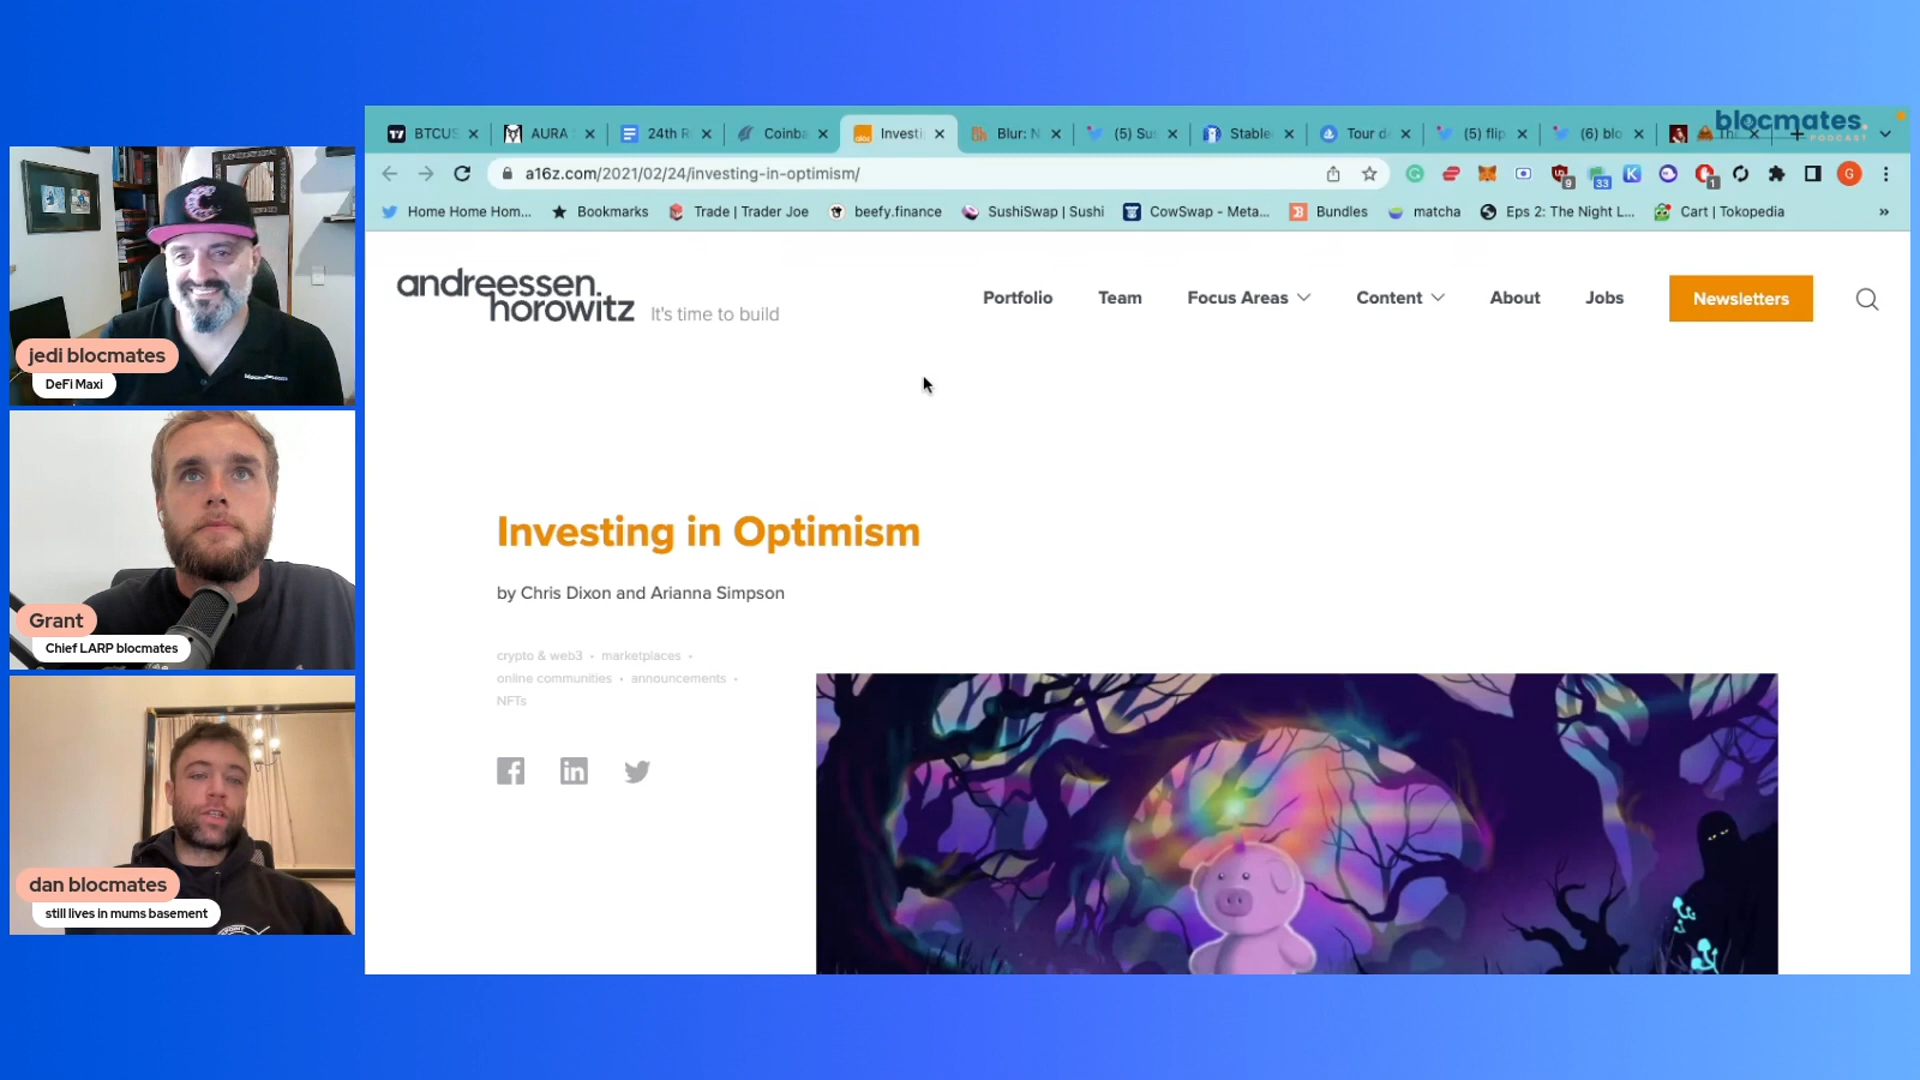 BTCUS
AURA
24th R
Coinba
Investi
Blur: N
(5) Su
Stable
Tour d
(5) flip
(6) blo
blocmates.
PODCAST
a16z.com/2021/02/24/investing-in-optimism/
9
33
K
1
G
Home Home Hom...
Bookmarks
Trade | Trader Joe
beefy.finance
SushiSwap | Sushi
CowSwap - Meta...
Bundles
matcha
Eps 2: The Night L...
Cart | Tokopedia
»
andreessen.
horowitz
It's time to build
Portfolio
Team
Focus Areas
Content
About
Jobs
Newsletters
Investing in Optimism
by Chris Dixon and Arianna Simpson
crypto & web3 • marketplaces •
online communities • announcements •
NFTs
jedi blocmates
DeFi Maxi
Grant
Chief LARP blocmates
dan blocmates
still lives in mums basement